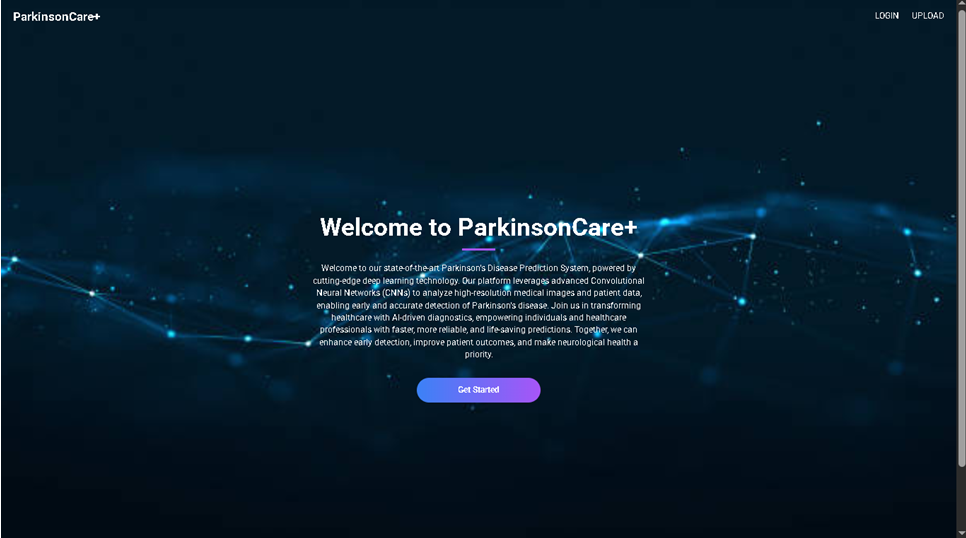 ParkinsonCare+
LOGIN UPLOAD
Welcome to ParkinsonCare+
Welcome to our state-of-the-art Parkinson's Disease Prediction System, powered by
cutting-edge deep learning technology. Our platform leverages advanced Convolutional
Neural Networks (CNNs) to analyze high-resolution medical images and patient data,
enabling early and accurate detection of Parkinson's disease. Join us in transforming
healthcare with AI-driven diagnostics, empowering individuals and healthcare
professionals with faster, more reliable, and life-saving predictions. Together, we can
enhance early detection, improve patient outcomes, and make neurological health a
priority.
Get Started